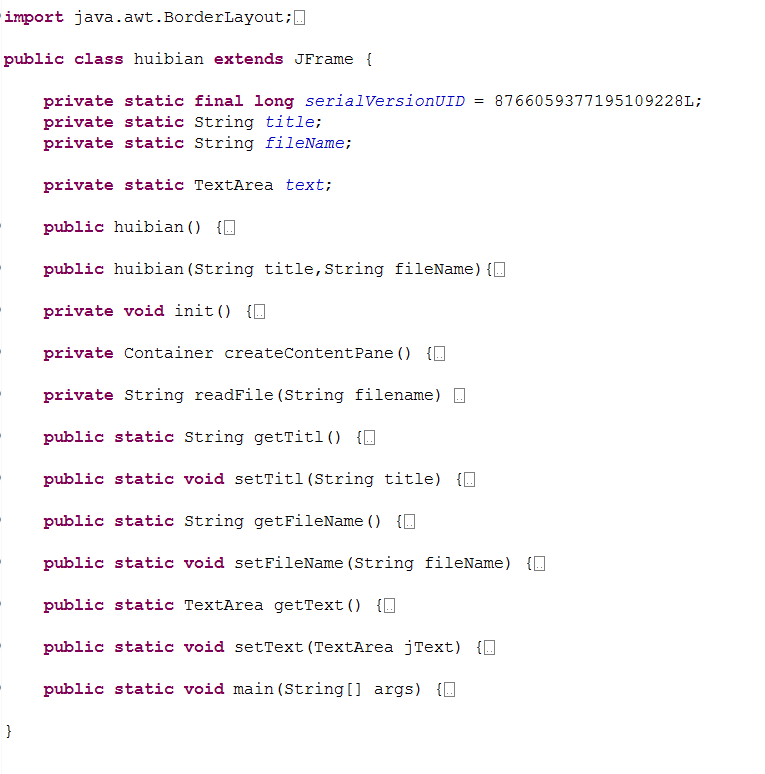 import java.awt.BorderLayout;
public class huibian extends JFrame {
private static final long serialVersionUID = 8766059377195109228L;
private static String title;
private static String fileName;
private static TextArea text;
public huibian() {
public huibian(String title,String fileName){
private void init() {
private Container createContentPane() {
private String readFile(String filename)
public static String getTitl() {
public static void setTitl(String title) {
public static String getFileName() {
public static void setFileName(String fileName) {
public static TextArea getText() {
public static void setText(TextArea jText) {
public static void main(String[] args) {
}